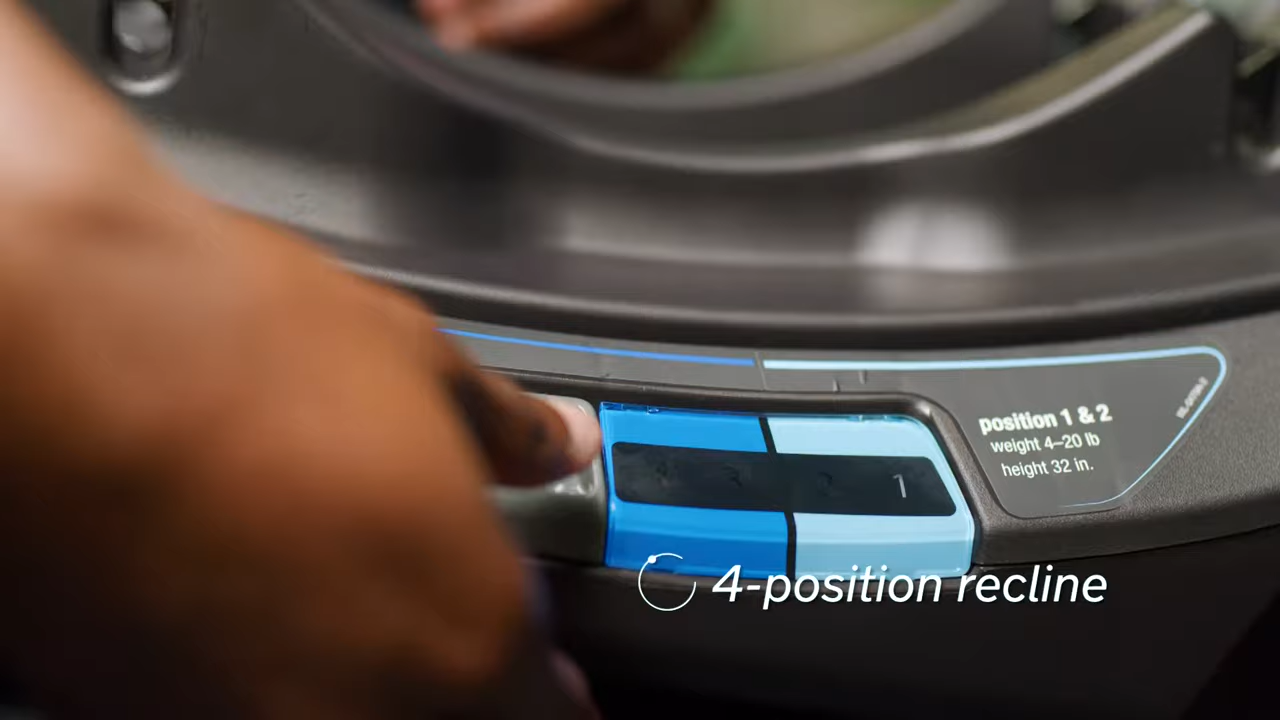 position 1 & 2
weight 4–20 lb
height 32 in.
1
4-position recline